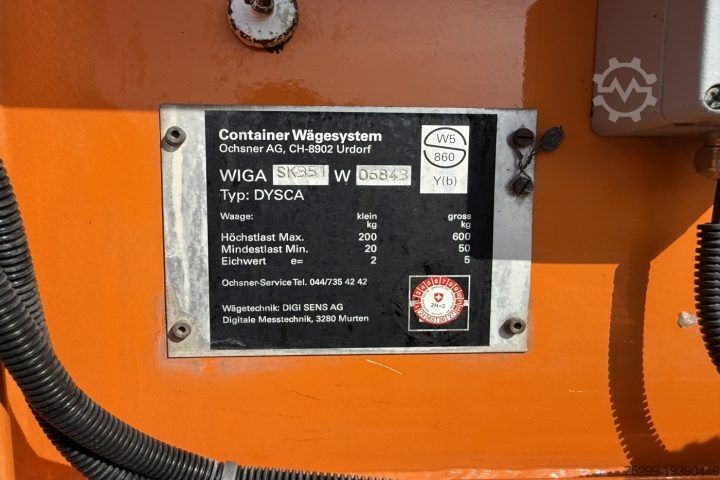 Container Wägesystem
Ochsner AG, CH-8902 Urdorf
W5
860
Y(b)
WIGA SK351 W 06843
Typ: DYSCA
Waage: klein gross
kg kg
Höchstlast Max. 200 600
Mindestlast Min. 20 50
Eichwert e= 2 5
Ochsner-Service Tel. 044/735 42 42
Wägetechnik: DIGI SENS AG
Digitale Messtechnik, 3280 Murten
75299-19390446